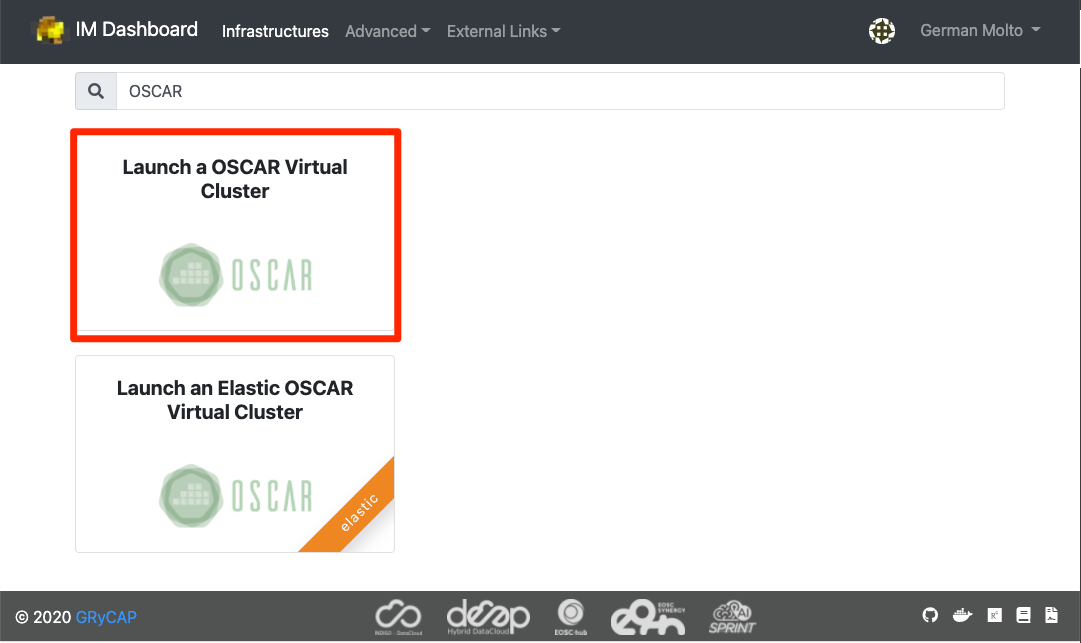 IM Dashboard Infrastructures Advanced External Links German Molto
OSCAR
Launch a OSCAR Virtual
Cluster
OSCAR
Launch an Elastic OSCAR
Virtual Cluster
OSCAR
elastic
© 2020 GRyCAP
INDIGO - DataCloud
deep
Hybrid DataCloud
EOSC-hub
EOSC
SYNERGY
SPRINT